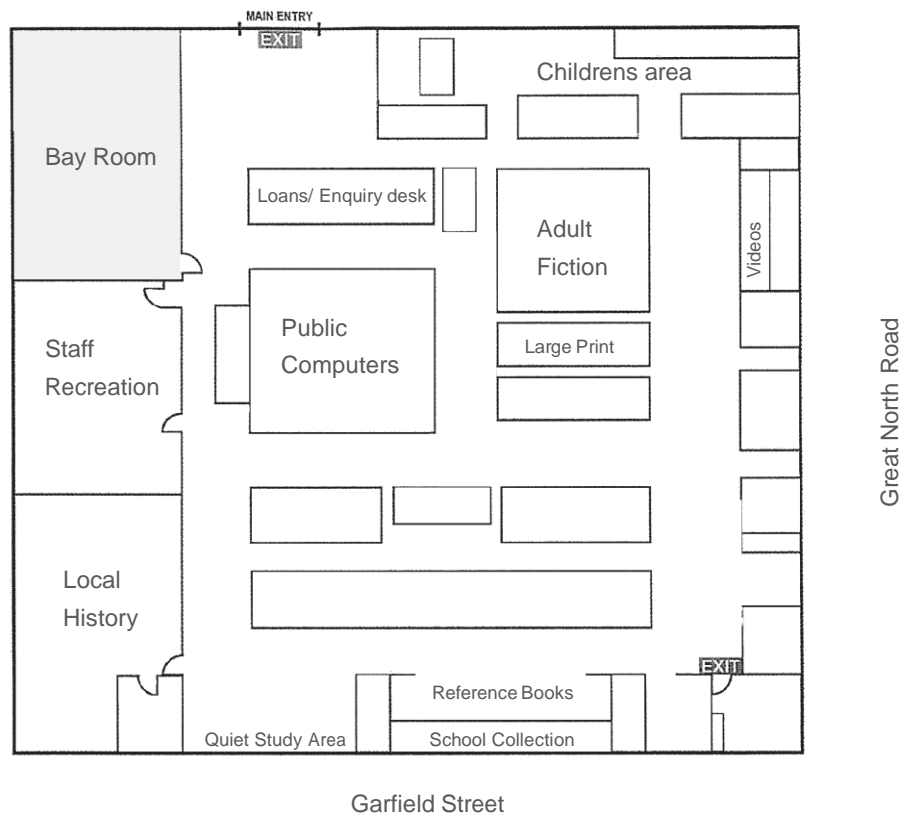 MAIN ENTRY
EXIT
Childrens area
Bay Room
Loans/ Enquiry desk
Adult
Fiction
Videos
Public
Computers
Large Print
Staff
Recreation
Great North Road
Local
History
EXIT
Reference Books
Quiet Study Area
School Collection
Garfield Street